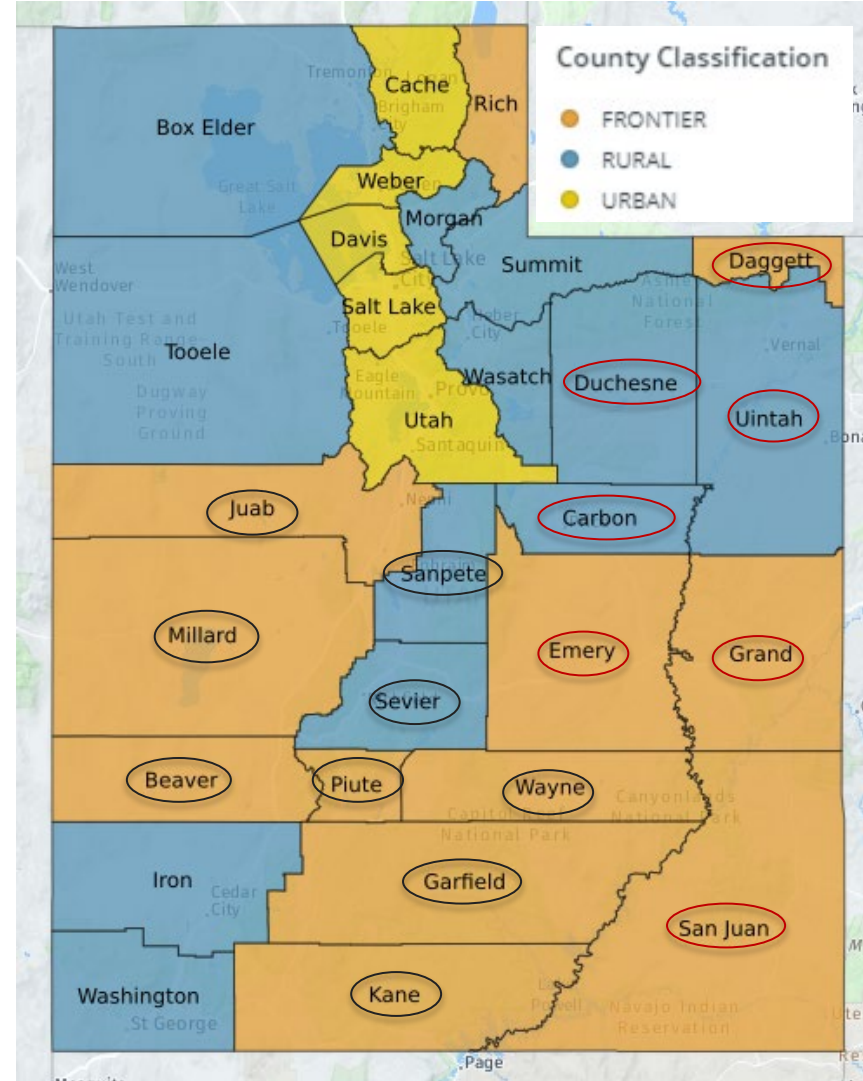 County Classification
FRONTIER
RURAL
URBAN
Cache
Rich
Tremonton
Logan
Brigham
City
Box Elder
Great Salt
Lake
Weber
Morgan
Davis
Salt Lake
City
Summit
Daggett
West
Wendover
Ashley
National
Forest
Utah Test and
Training Range
South
Tooele
Salt Lake
Heber
City
Vernal
Tooele
Eagle
Mountain
Provo
Wasatch
Duchesne
Uintah
Dugway
Proving
Ground
Utah
Santaquin
Juab
Nephi
Carbon
Sanpete
Ephraim
Millard
Emery
Grand
Sevier
Beaver
Piute
Wayne
Capitol Reef
National Park
Canyonlands
National Park
Iron
Cedar
City
Garfield
San Juan
Washington
St George
Kane
Lake
Powell
Navajo Indian
Reservation
Page